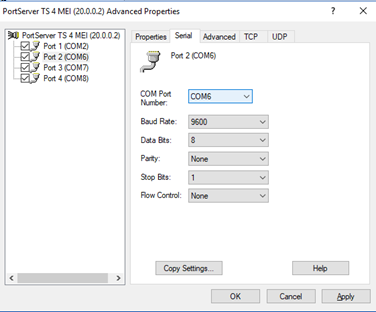 PortServer TS 4 MEI (20.0.0.2) Advanced Properties
PortServer TS 4 MEI (20.0.0.2)
Port 1 (COM2)
Port 2 (COM6)
Port 3 (COM7)
Port 4 (COM8)
Properties Serial Advanced TCP UDP
Port 2 (COM6)
COM Port
Number: COM6
Baud Rate: 9600
Data Bits: 8
Parity: None
Stop Bits: 1
Flow Control: None
Copy Settings... Help
OK Cancel Apply